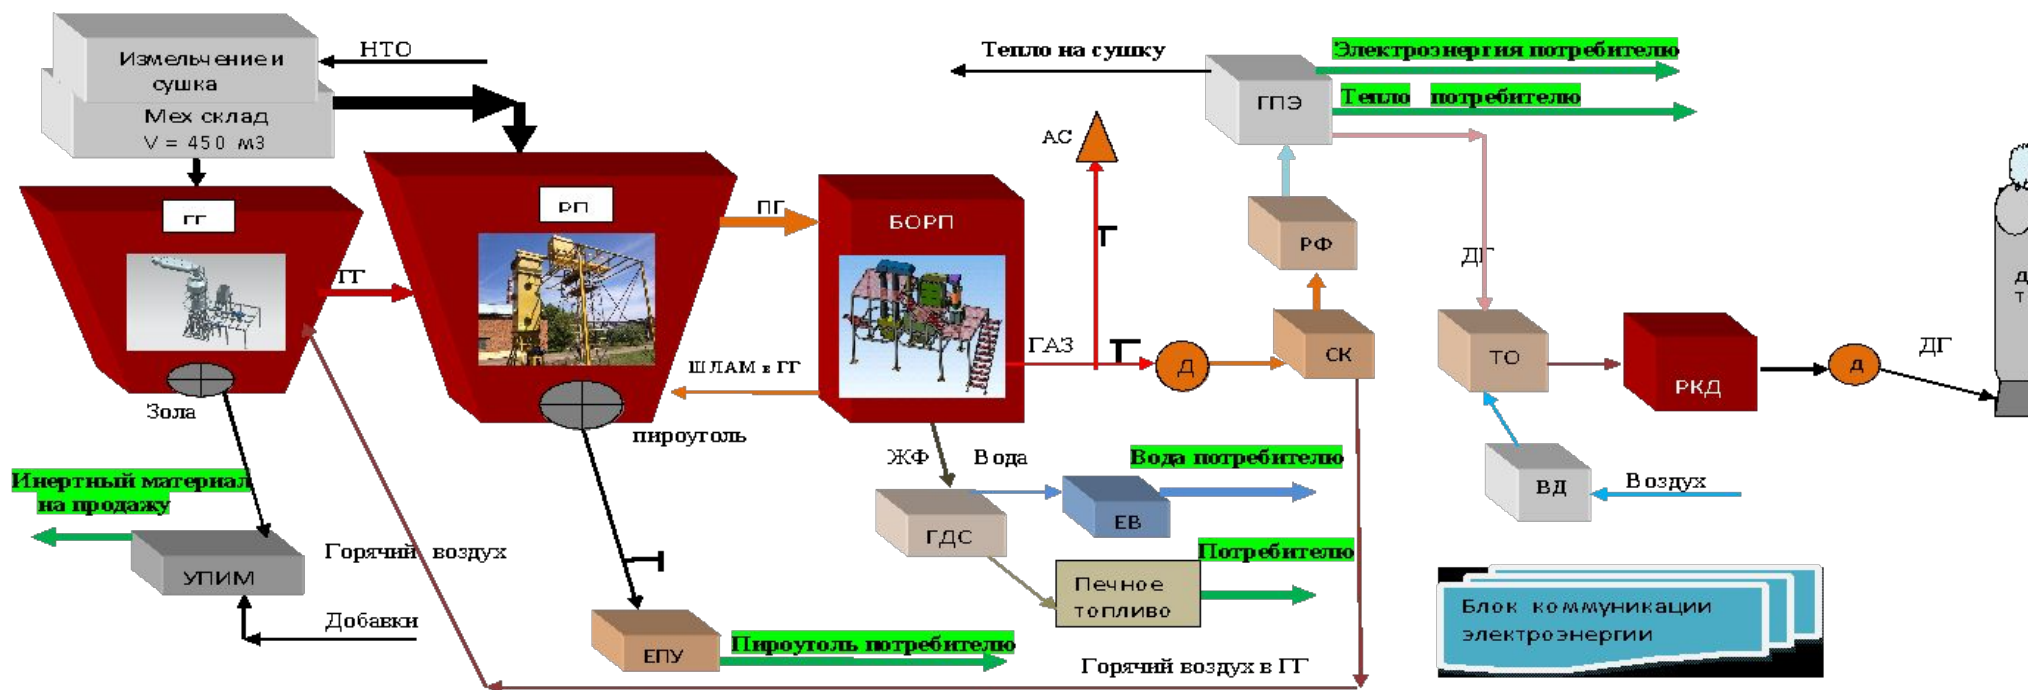 Измельчение и
сушка
Мех склад
V = 450 м3
НТО
ГГ
РП
ПГ
БОРП
ГГ
ГАЗ
ШЛАМ в ГГ
Зола
пироуголь
Инертный материал
на продажу
УПИМ
Горячий воздух
Добавки
ЕПУ
Пироуголь потребителю
ЖФ
Вода
ГДС
ЕВ
Вода потребителю
Печное
топливо
Потребителю
Горячий воздух в ГГ
АС
Д
СК
РФ
ГПЭ
Тепло на сушку
Электроэнергия потребителю
Тепло потребителю
ДГ
ТО
РКД
Д
ДГ
Д
Т
ВД
Воздух
Блок коммуникации
электроэнергии